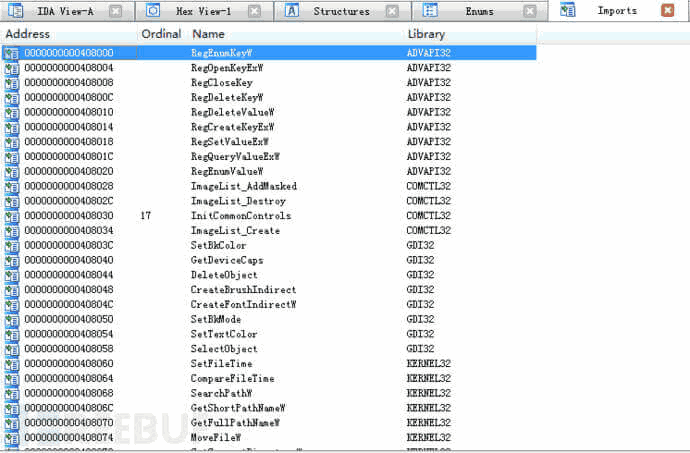 IDA View-A Hex View-1 Structures Enums Imports
Address Ordinal Name Library
0000000000408000 RegEnumKeyW ADVAPI32
0000000000408004 RegOpenKeyExW ADVAPI32
0000000000408008 RegCloseKey ADVAPI32
000000000040800C RegDeleteKeyW ADVAPI32
0000000000408010 RegDeleteValueW ADVAPI32
0000000000408014 RegCreateKeyExW ADVAPI32
0000000000408018 RegSetValueExW ADVAPI32
000000000040801C RegQueryValueExW ADVAPI32
0000000000408020 RegEnumValueW ADVAPI32
0000000000408028 ImageList_AddMasked COMCTL32
000000000040802C ImageList_Destroy COMCTL32
0000000000408030 17 InitCommonControls COMCTL32
0000000000408034 ImageList_Create COMCTL32
000000000040803C SetBkColor GDI32
0000000000408040 GetDeviceCaps GDI32
0000000000408044 DeleteObject GDI32
0000000000408048 CreateBrushIndirect GDI32
000000000040804C CreateFontIndirectW GDI32
0000000000408050 SetBkMode GDI32
0000000000408054 SetTextColor GDI32
0000000000408058 SelectObject GDI32
0000000000408060 SetFileTime KERNEL32
0000000000408064 CompareFileTime KERNEL32
0000000000408068 SearchPathW KERNEL32
000000000040806C GetShortPathNameW KERNEL32
0000000000408070 GetFullPathNameW KERNEL32
0000000000408074 MoveFileW KERNEL32